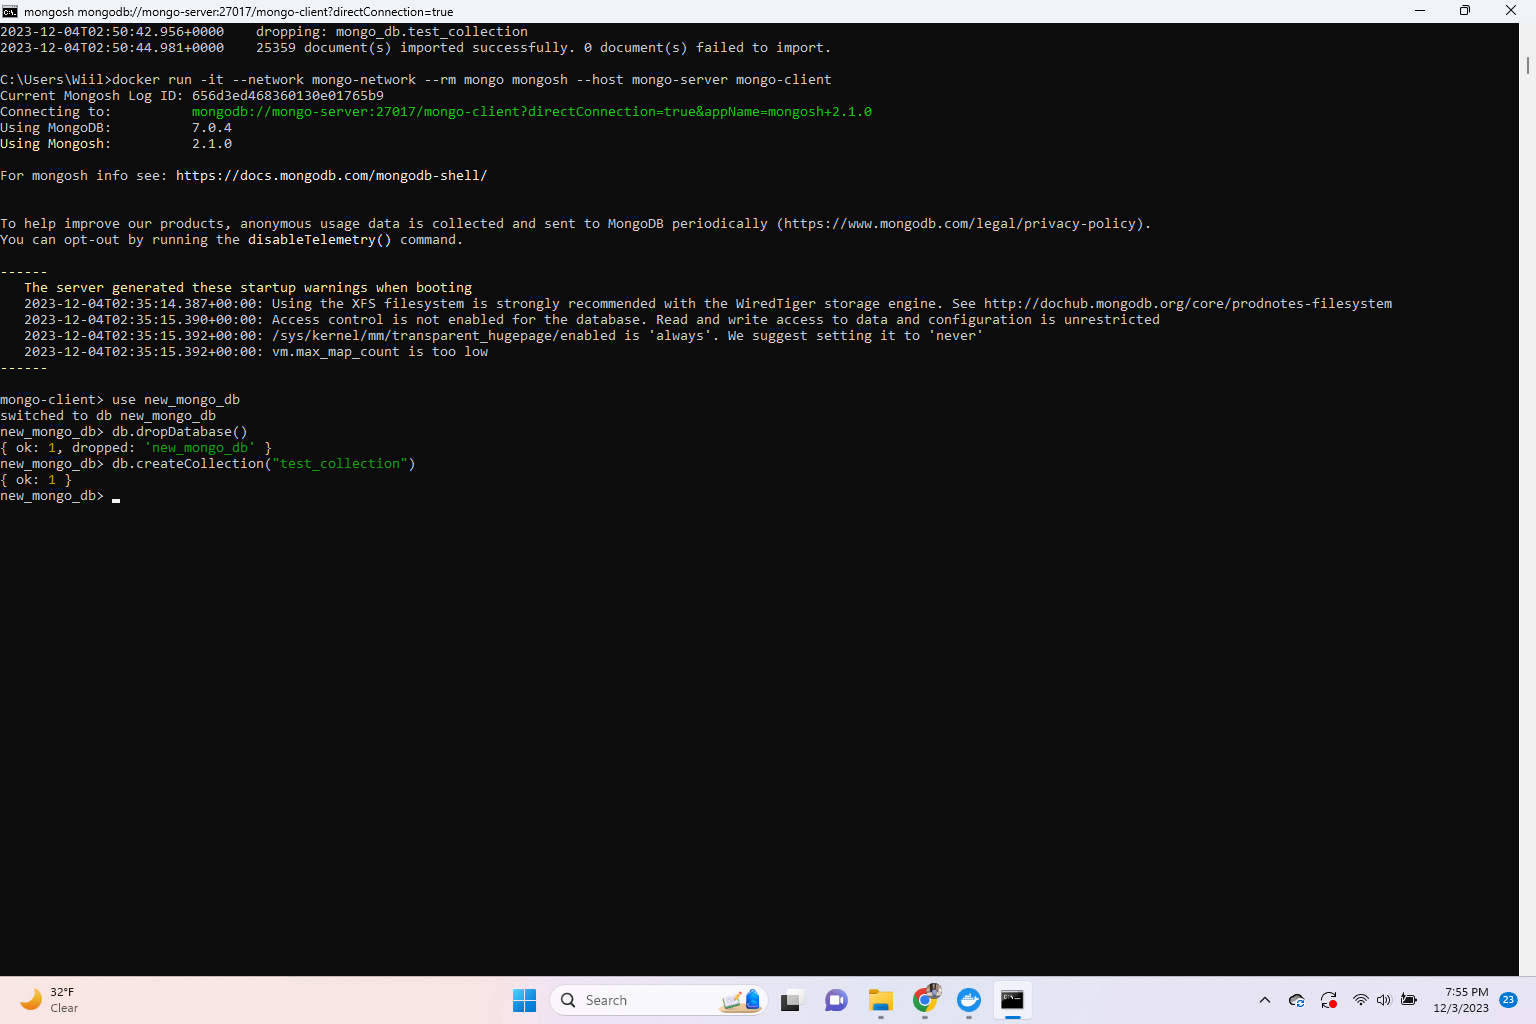 mongosh mongodb://mongo-server:27017/mongo-client?directConnection=true
2023-12-04T02:50:42.956+0000    dropping: mongo_db.test_collection
2023-12-04T02:50:44.981+0000    25359 document(s) imported successfully. 0 document(s) failed to import.
C:\Users\Wiil>docker run -it --network mongo-network --rm mongo mongosh --host mongo-server mongo-client
Current Mongosh Log ID: 656d3ed468360130e01765b9
Connecting to:          mongodb://mongo-server:27017/mongo-client?directConnection=true&appName=mongosh+2.1.0
Using MongoDB:          7.0.4
Using Mongosh:          2.1.0
For mongosh info see: https://docs.mongodb.com/mongodb-shell/
To help improve our products, anonymous usage data is collected and sent to MongoDB periodically (https://www.mongodb.com/legal/privacy-policy).
You can opt-out by running the disableTelemetry() command.
------
   The server generated these startup warnings when booting
   2023-12-04T02:35:14.387+00:00: Using the XFS filesystem is strongly recommended with the WiredTiger storage engine. See http://dochub.mongodb.org/core/prodnotes-filesystem
   2023-12-04T02:35:15.390+00:00: Access control is not enabled for the database. Read and write access to data and configuration is unrestricted
   2023-12-04T02:35:15.392+00:00: /sys/kernel/mm/transparent_hugepage/enabled is 'always'. We suggest setting it to 'never'
   2023-12-04T02:35:15.392+00:00: vm.max_map_count is too low
------
mongo-client> use new_mongo_db
switched to db new_mongo_db
new_mongo_db> db.dropDatabase()
{ ok: 1, dropped: 'new_mongo_db' }
new_mongo_db> db.createCollection("test_collection")
{ ok: 1 }
new_mongo_db>
32°F
Clear
Search
7:55 PM
12/3/2023
23